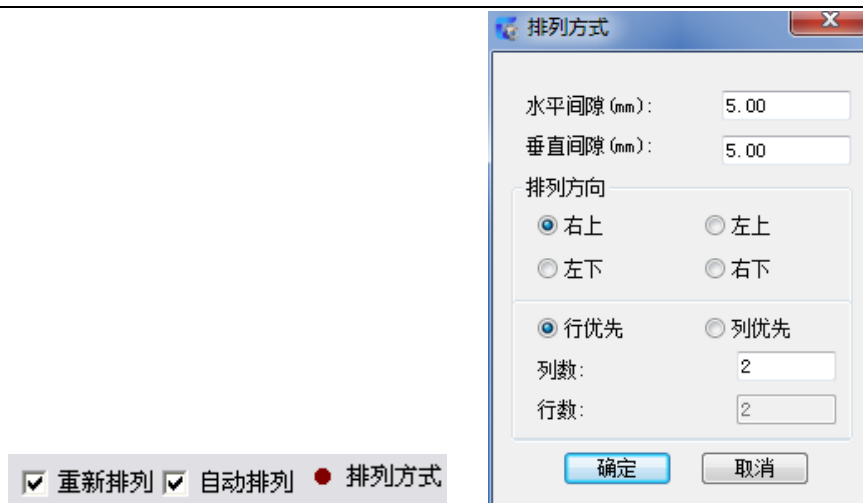 排列方式
水平间隙(mm): 5.00
垂直间隙(mm): 5.00
排列方向
右上 左上
左下 右下
行优先 列优先
列数: 2
行数: 2
确定 取消
重新排列 自动排列 排列方式